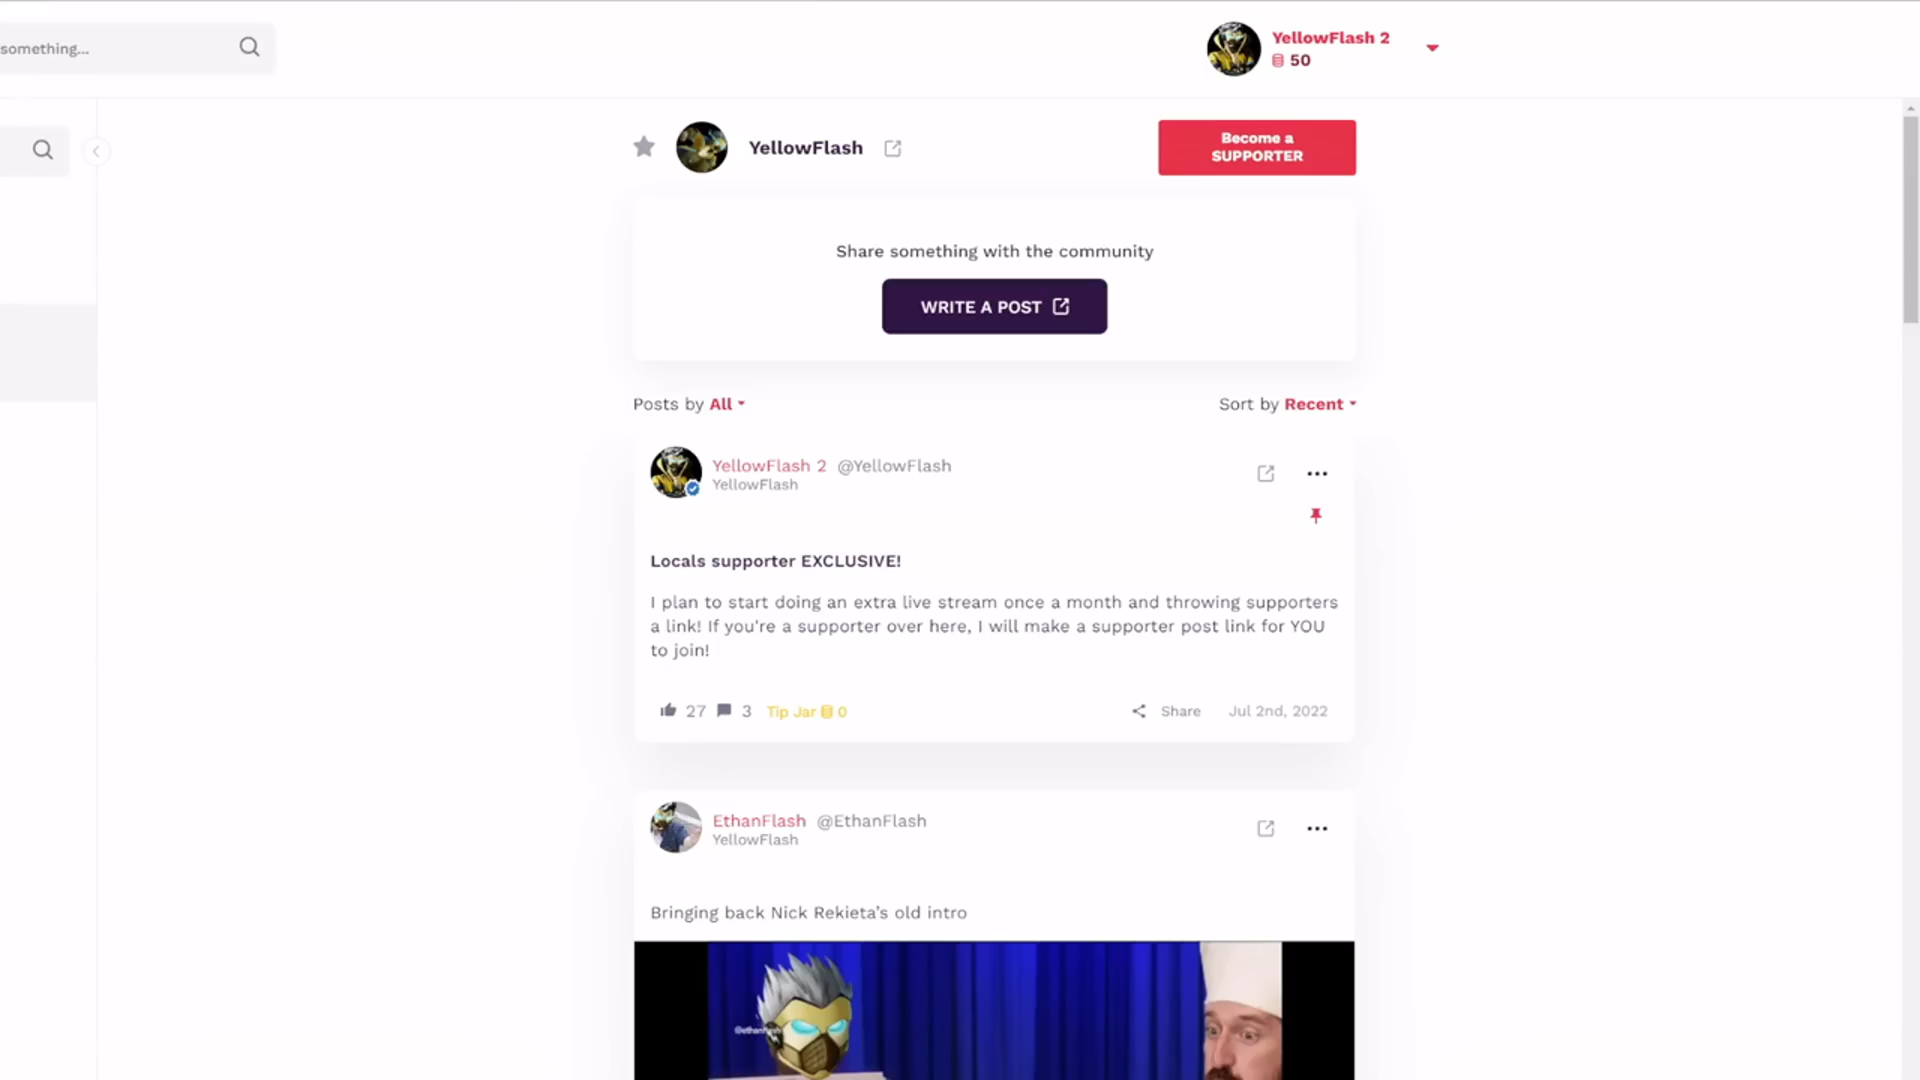 something...
YellowFlash 2
50
YellowFlash
Become a
SUPPORTER
Share something with the community
WRITE A POST
Posts by All
Sort by Recent
YellowFlash 2 @YellowFlash
YellowFlash
Locals supporter EXCLUSIVE!
I plan to start doing an extra live stream once a month and throwing supporters
a link! If you're a supporter over here, I will make a supporter post link for YOU
to join!
27 3 Tip Jar 0
Share Jul 2nd, 2022
EthanFlash @EthanFlash
YellowFlash
Bringing back Nick Rekieta's old intro
@ethanflash